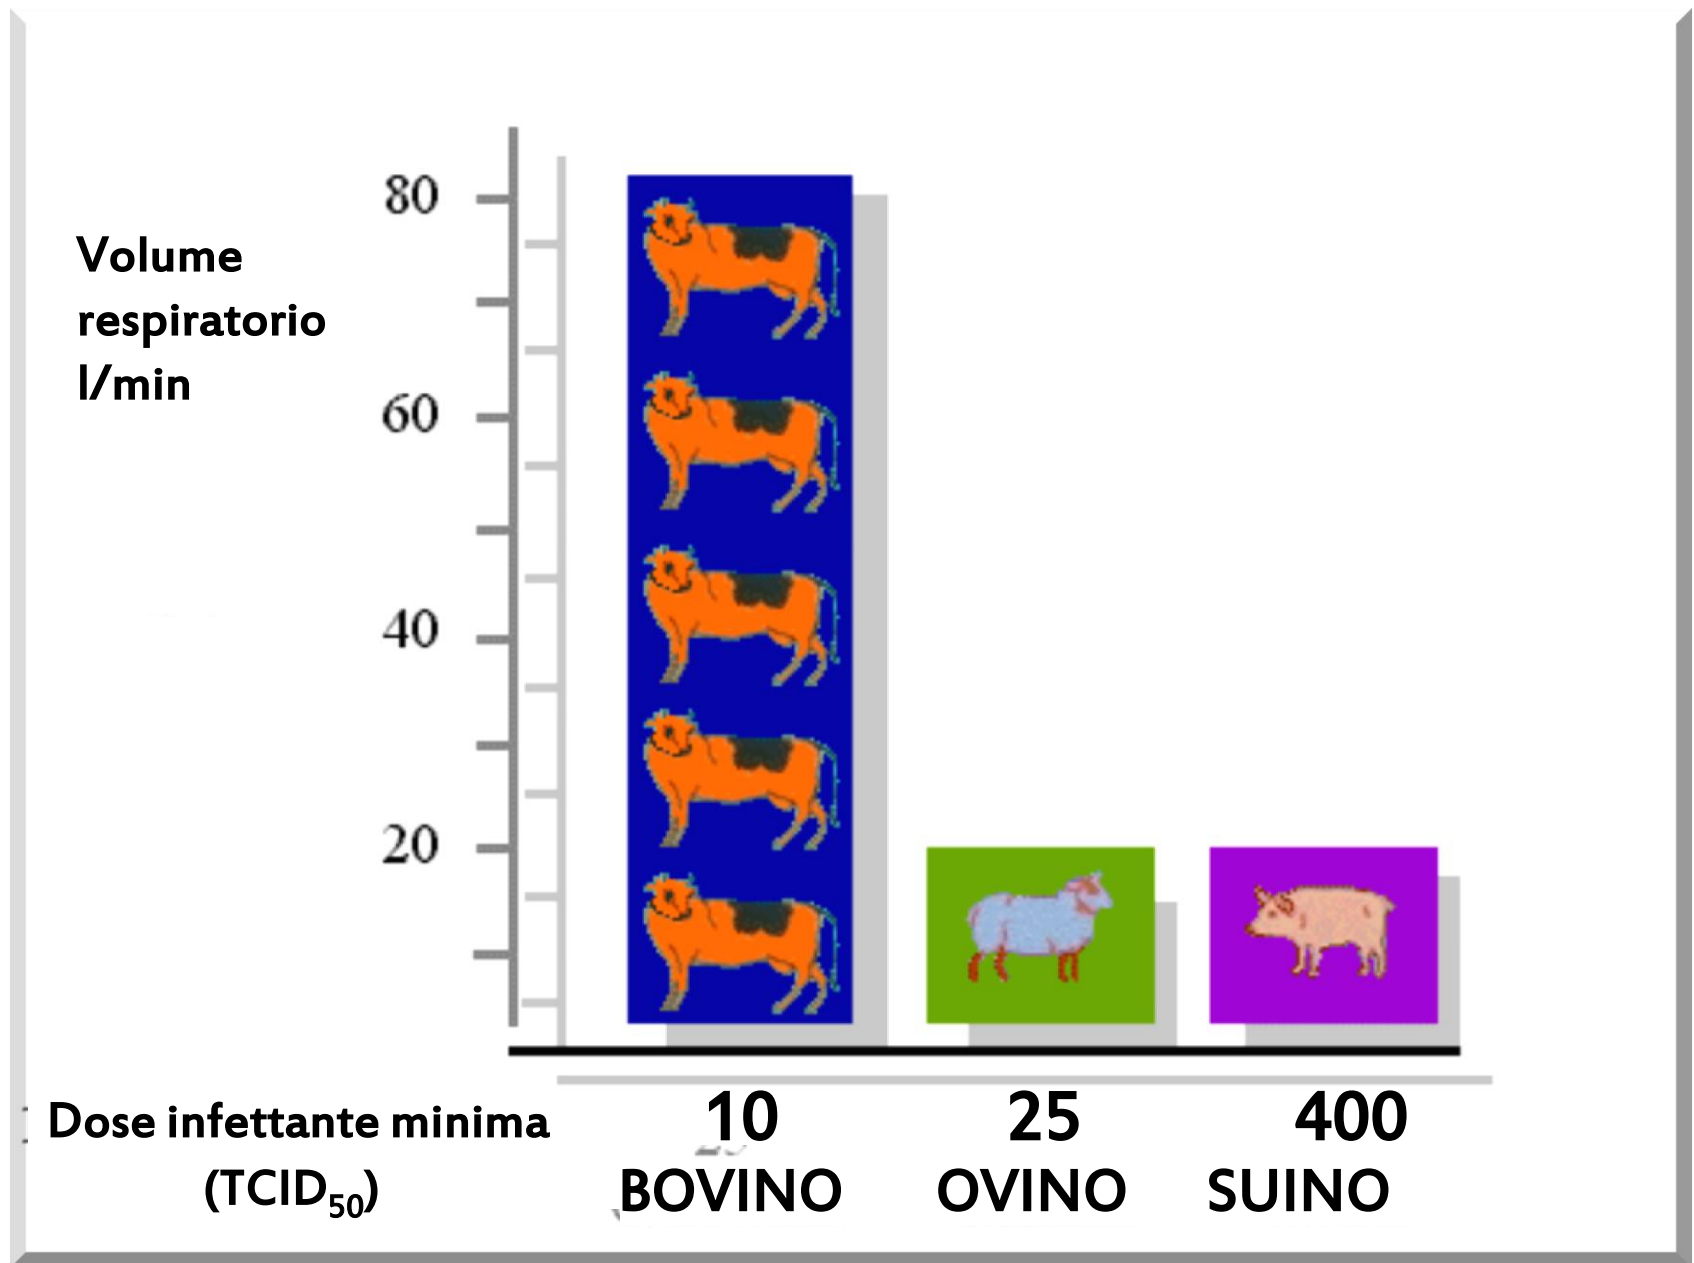 80
Volume
respiratorio
l/min
60
40
20
Dose infettante minima
10
25
400
(TCID50)
BOVINO
OVINO
SUINO